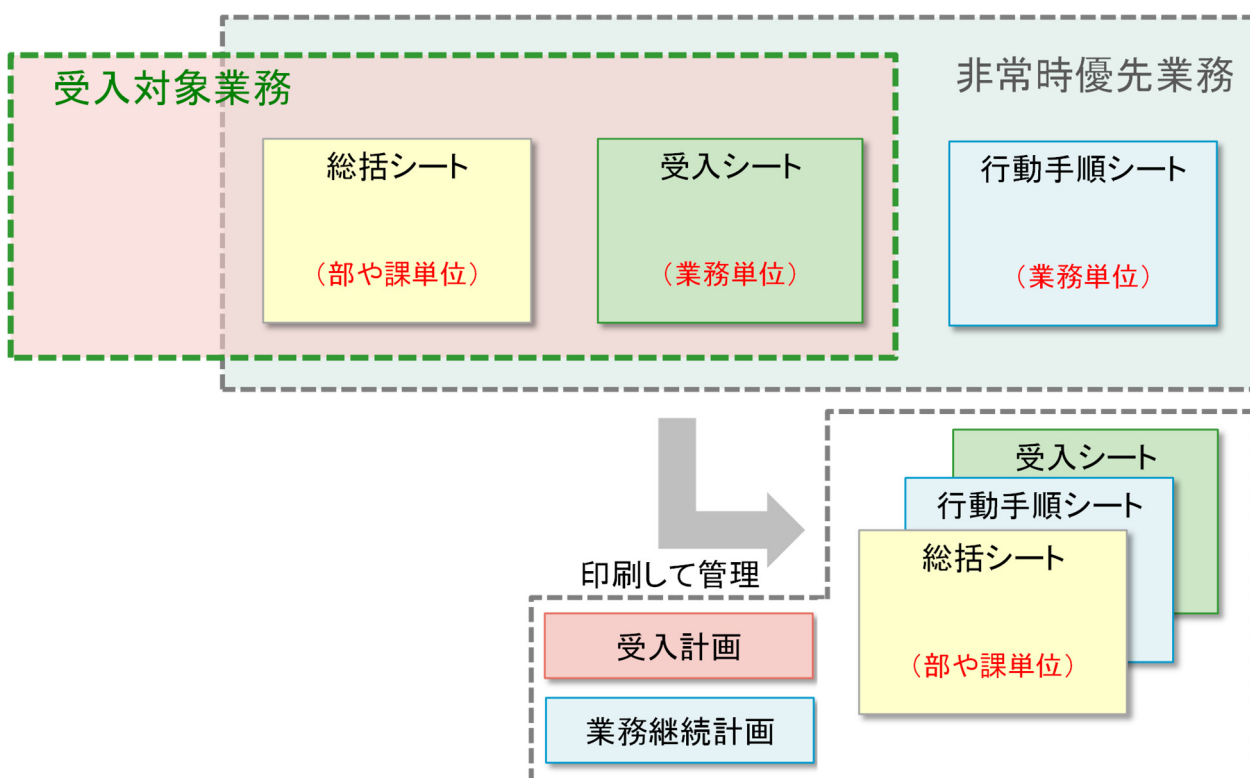 受入対象業務
非常時優先業務
総括シート
（部や課単位）
受入シート
（業務単位）
行動手順シート
（業務単位）
印刷して管理
受入計画
業務継続計画
受入シート
行動手順シート
総括シート
（部や課単位）